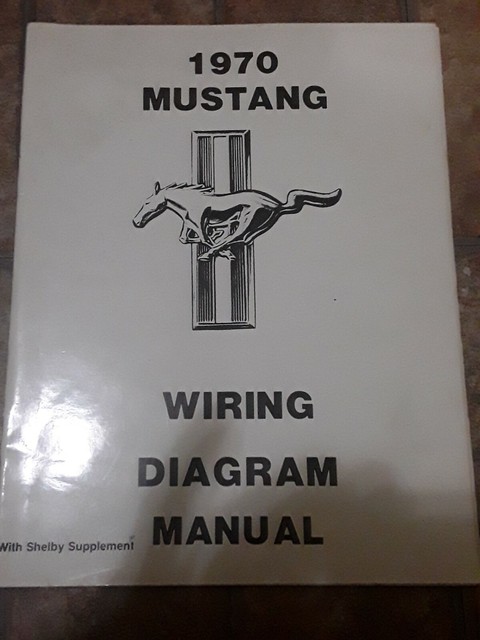 1970
MUSTANG
WIRING
DIAGRAM
MANUAL
With Shelby Supplement